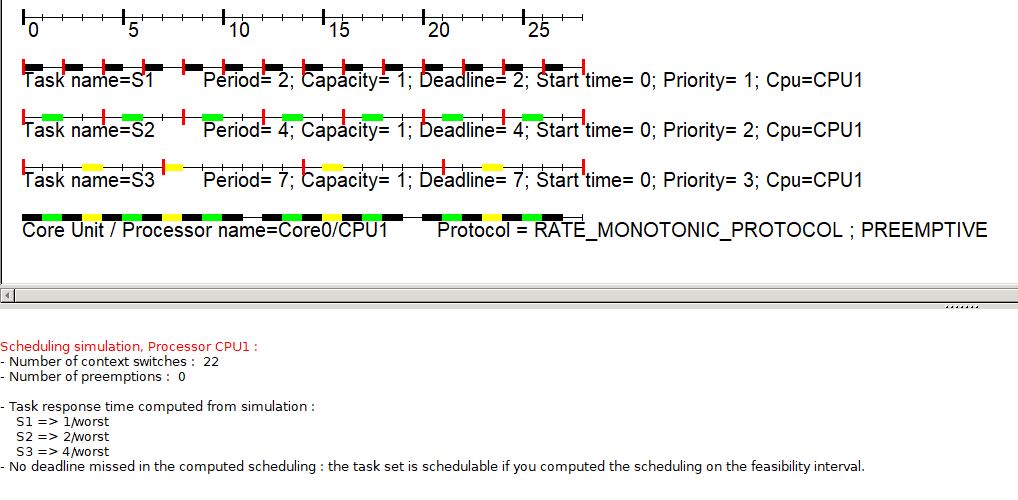 0 5 10 15 20 25
Task name=S1 Period= 2; Capacity= 1; Deadline= 2; Start time= 0; Priority= 1; Cpu=CPU1
Task name=S2 Period= 4; Capacity= 1; Deadline= 4; Start time= 0; Priority= 2; Cpu=CPU1
Task name=S3 Period= 7; Capacity= 1; Deadline= 7; Start time= 0; Priority= 3; Cpu=CPU1
Core Unit / Processor name=Core0/CPU1 Protocol = RATE_MONOTONIC_PROTOCOL ; PREEMPTIVE
Scheduling simulation, Processor CPU1 :
- Number of context switches : 22
- Number of preemptions : 0
- Task response time computed from simulation :
S1 => 1/worst
S2 => 2/worst
S3 => 4/worst
- No deadline missed in the computed scheduling : the task set is schedulable if you computed the scheduling on the feasibility interval.